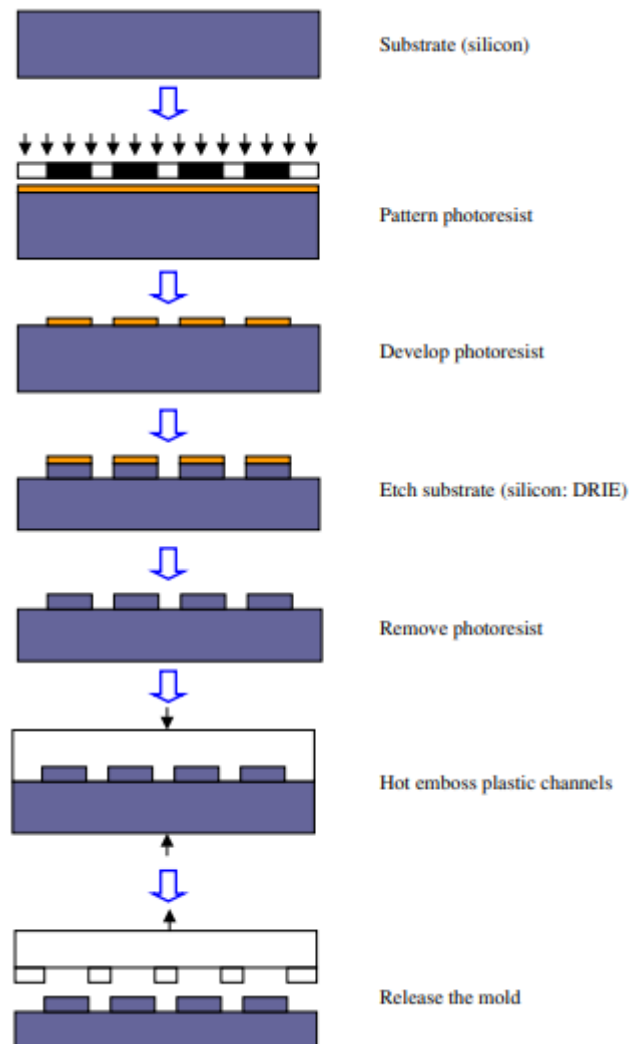 Substrate (silicon)
Pattern photoresist
Develop photoresist
Etch substrate (silicon: DRIE)
Remove photoresist
Hot emboss plastic channels
Release the mold